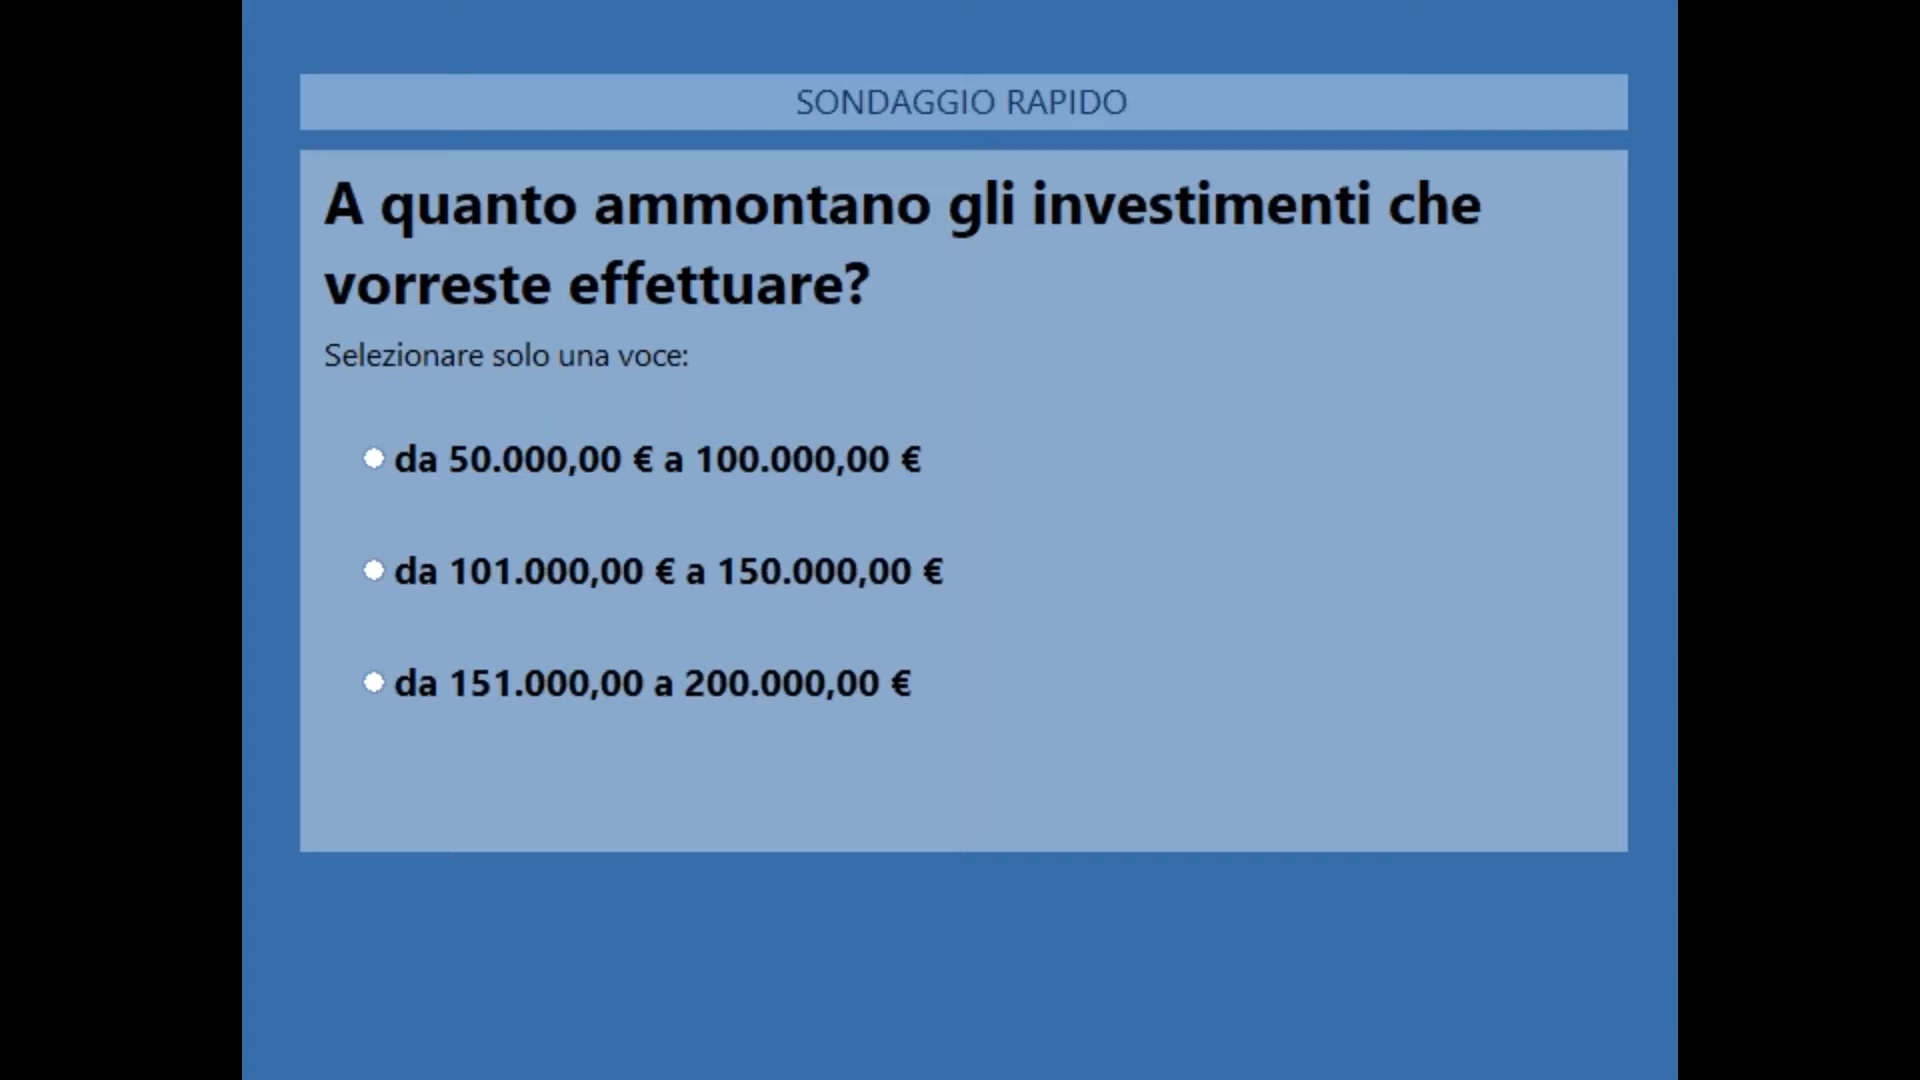 SONDAGGIO RAPIDO
A quanto ammontano gli investimenti che
vorreste effettuare?
Selezionare solo una voce:
da 50.000,00 € a 100.000,00 €
da 101.000,00 € a 150.000,00 €
da 151.000,00 a 200.000,00 €